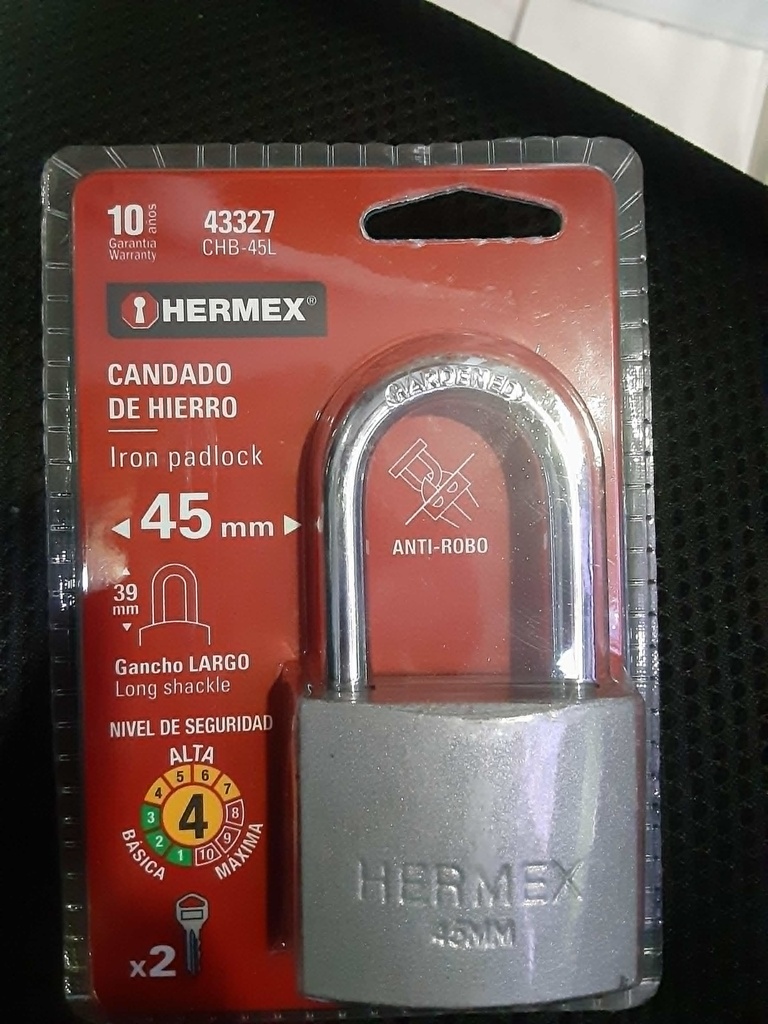 10 años
Garantía
Warranty
43327
CHB-45L
HERMEX®
CANDADO
DE HIERRO
Iron padlock
45 mm
39
mm
Gancho LARGO
Long shackle
NIVEL DE SEGURIDAD
ALTA
BÁSICA
MÁXIMA
1 2 3 4 5 6 7 8 9 10
4
x2
HARDENED
ANTI-ROBO
HERMEX
45MM